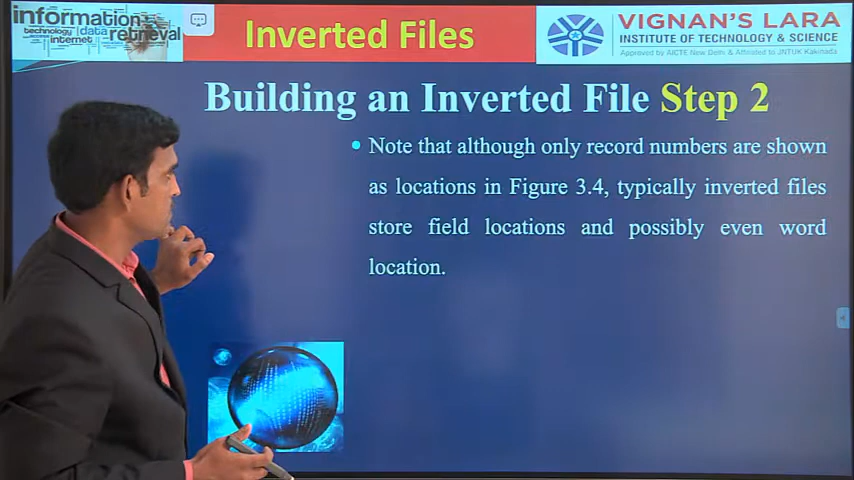 information
technology data
internet retrieval
Inverted Files
VIGNAN'S LARA
INSTITUTE OF TECHNOLOGY & SCIENCE
Approved by AICTE New Delhi & Affiliated to JNTUK Kakinada
Building an Inverted File Step 2
Note that although only record numbers are shown
as locations in Figure 3.4, typically inverted files
store field locations and possibly even word
location.